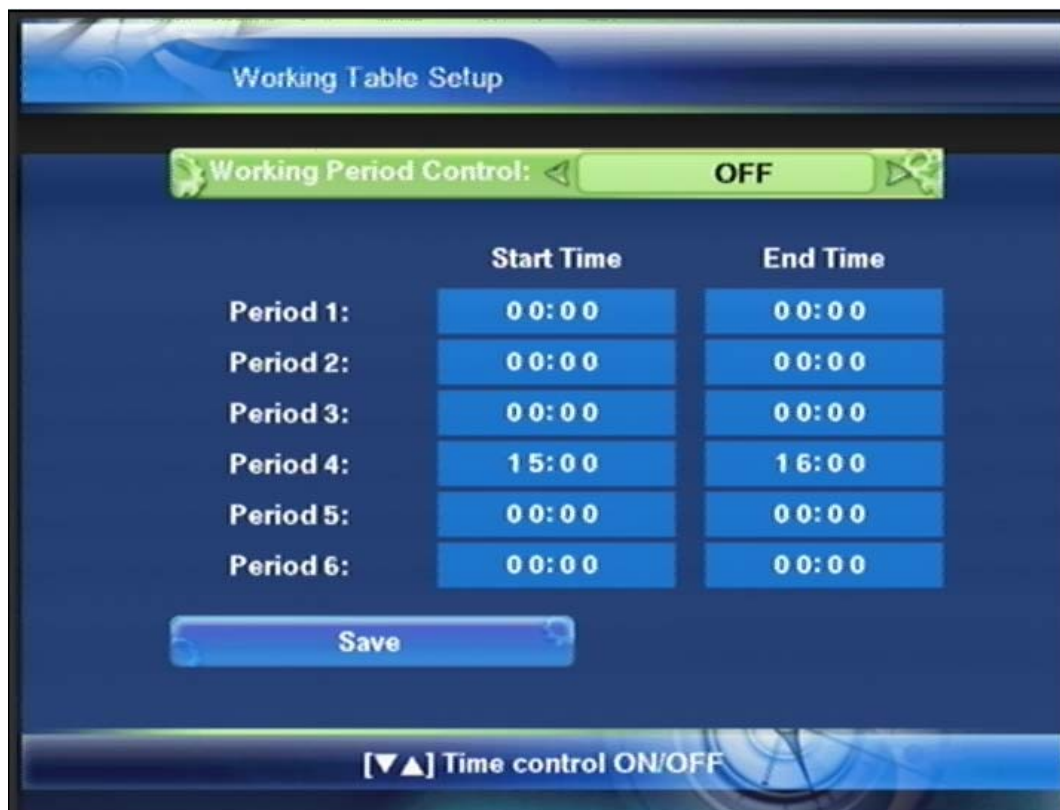 Working Table Setup
Working Period Control: OFF
Start Time End Time
Period 1: 00:00 00:00
Period 2: 00:00 00:00
Period 3: 00:00 00:00
Period 4: 15:00 16:00
Period 5: 00:00 00:00
Period 6: 00:00 00:00
Save
[▼▲] Time control ON/OFF